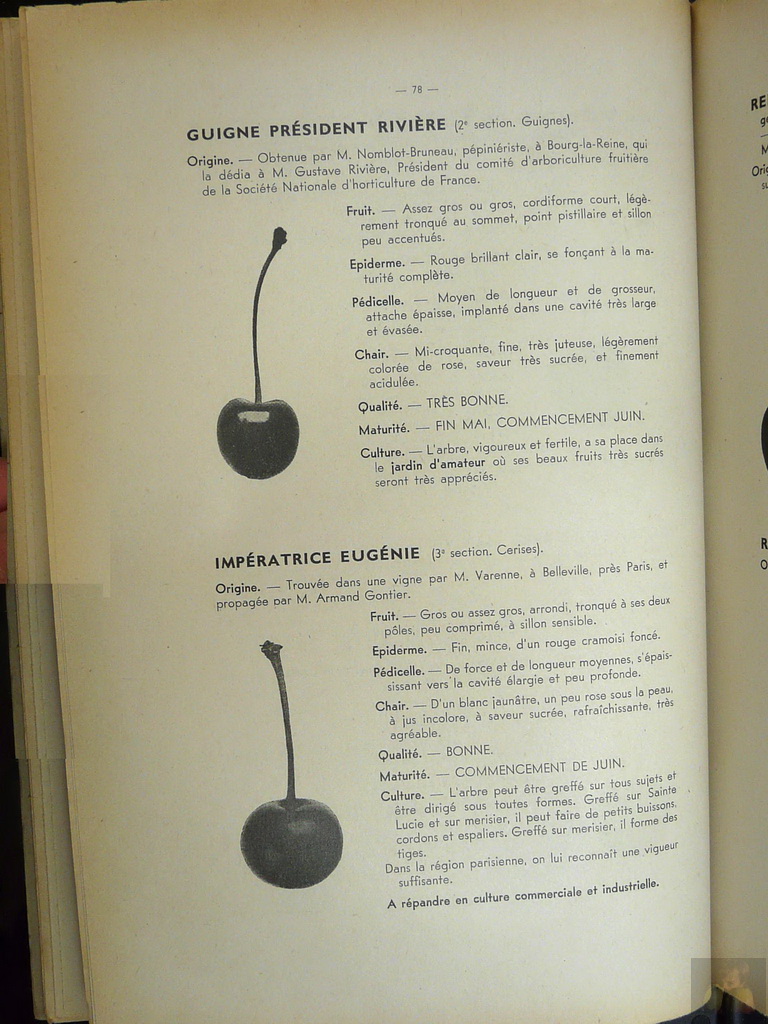 — 78 —
GUIGNE PRÉSIDENT RIVIÈRE (2e section. Guignes).
Origine. — Obtenue par M. Nomblot-Bruneau, pépiniériste, à Bourg-la-Reine, qui
la dédia à M. Gustave Rivière, Président du comité d'arboriculture fruitière
de la Société Nationale d'horticulture de France.
Fruit. — Assez gros ou gros, cordiforme court, légè-
rement tronqué au sommet, point pistillaire et sillon
peu accentués.
Epiderme. — Rouge brillant clair, se fonçant à la ma-
turité complète.
Pédicelle. — Moyen de longueur et de grosseur,
attache épaisse, implanté dans une cavité très large
et évasée.
Chair. — Mi-croquante, fine, très juteuse, légèrement
colorée de rose, saveur très sucrée, et finement
acidulée.
Qualité. — TRÈS BONNE.
Maturité. — FIN MAI, COMMENCEMENT JUIN.
Culture. — L'arbre, vigoureux et fertile, a sa place dans
le jardin d'amateur où ses beaux fruits très sucrés
seront très appréciés.
IMPÉRATRICE EUGÉNIE (3e section. Cerises).
Origine. — Trouvée dans une vigne par M. Varenne, à Belleville, près Paris, et
propagée par M. Armand Gontier.
Fruit. — Gros ou assez gros, arrondi, tronqué à ses deux
pôles, peu comprimé, à sillon sensible.
Epiderme. — Fin, mince, d'un rouge cramoisi foncé.
Pédicelle. — De force et de longueur moyennes, s'épais-
sissant vers la cavité élargie et peu profonde.
Chair. — D'un blanc jaunâtre, un peu rose sous la peau,
à jus incolore, à saveur sucrée, rafraîchissante, très
agréable.
Qualité. — BONNE.
Maturité. — COMMENCEMENT DE JUIN.
Culture. — L'arbre peut être greffé sur tous sujets et
être dirigé sous toutes formes. Greffé sur Sainte
Lucie et sur merisier, il peut faire de petits buissons,
cordons et espaliers. Greffé sur merisier, il forme des
tiges.
Dans la région parisienne, on lui reconnaît une vigueur
suffisante.
A répandre en culture commerciale et industrielle.